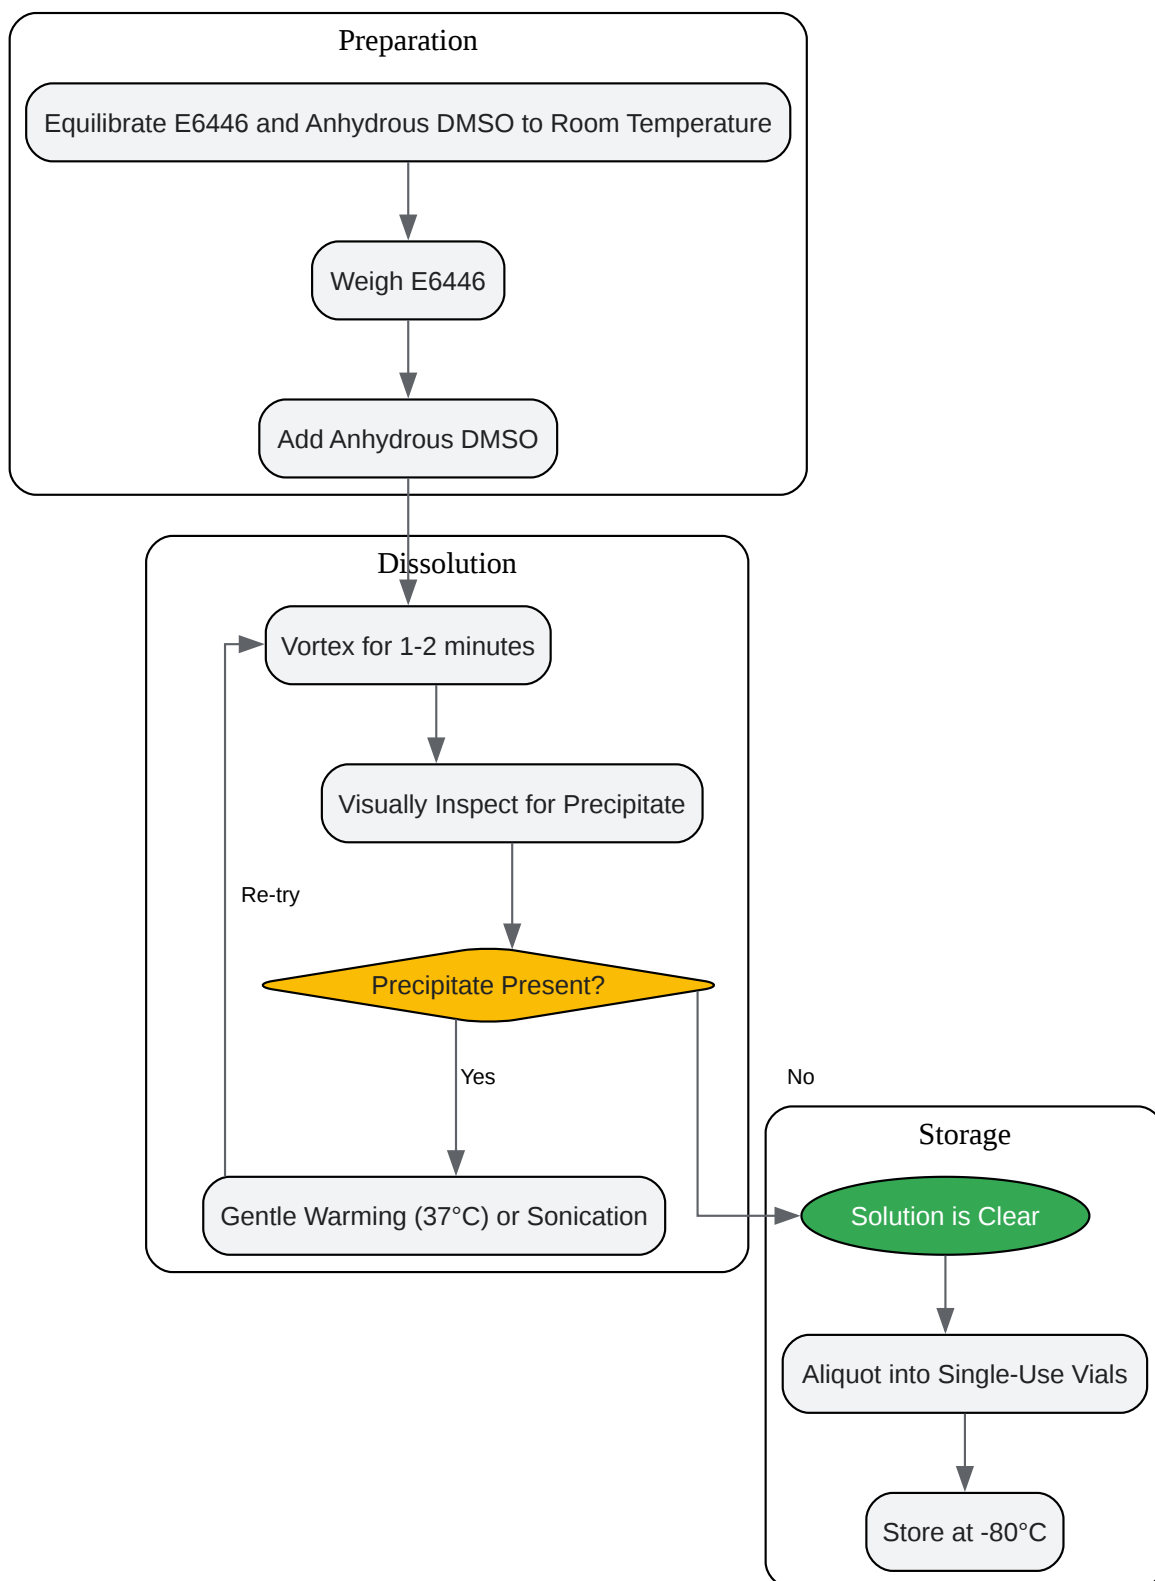 Preparation
Equilibrate E6446 and Anhydrous DMSO to Room Temperature
Weigh E6446
Add Anhydrous DMSO
Dissolution
Vortex for 1-2 minutes
Visually Inspect for Precipitate
Re-try
Precipitate Present?
Yes
No
Gentle Warming (37°C) or Sonication
Storage
Solution is Clear
Aliquot into Single-Use Vials
Store at -80°C